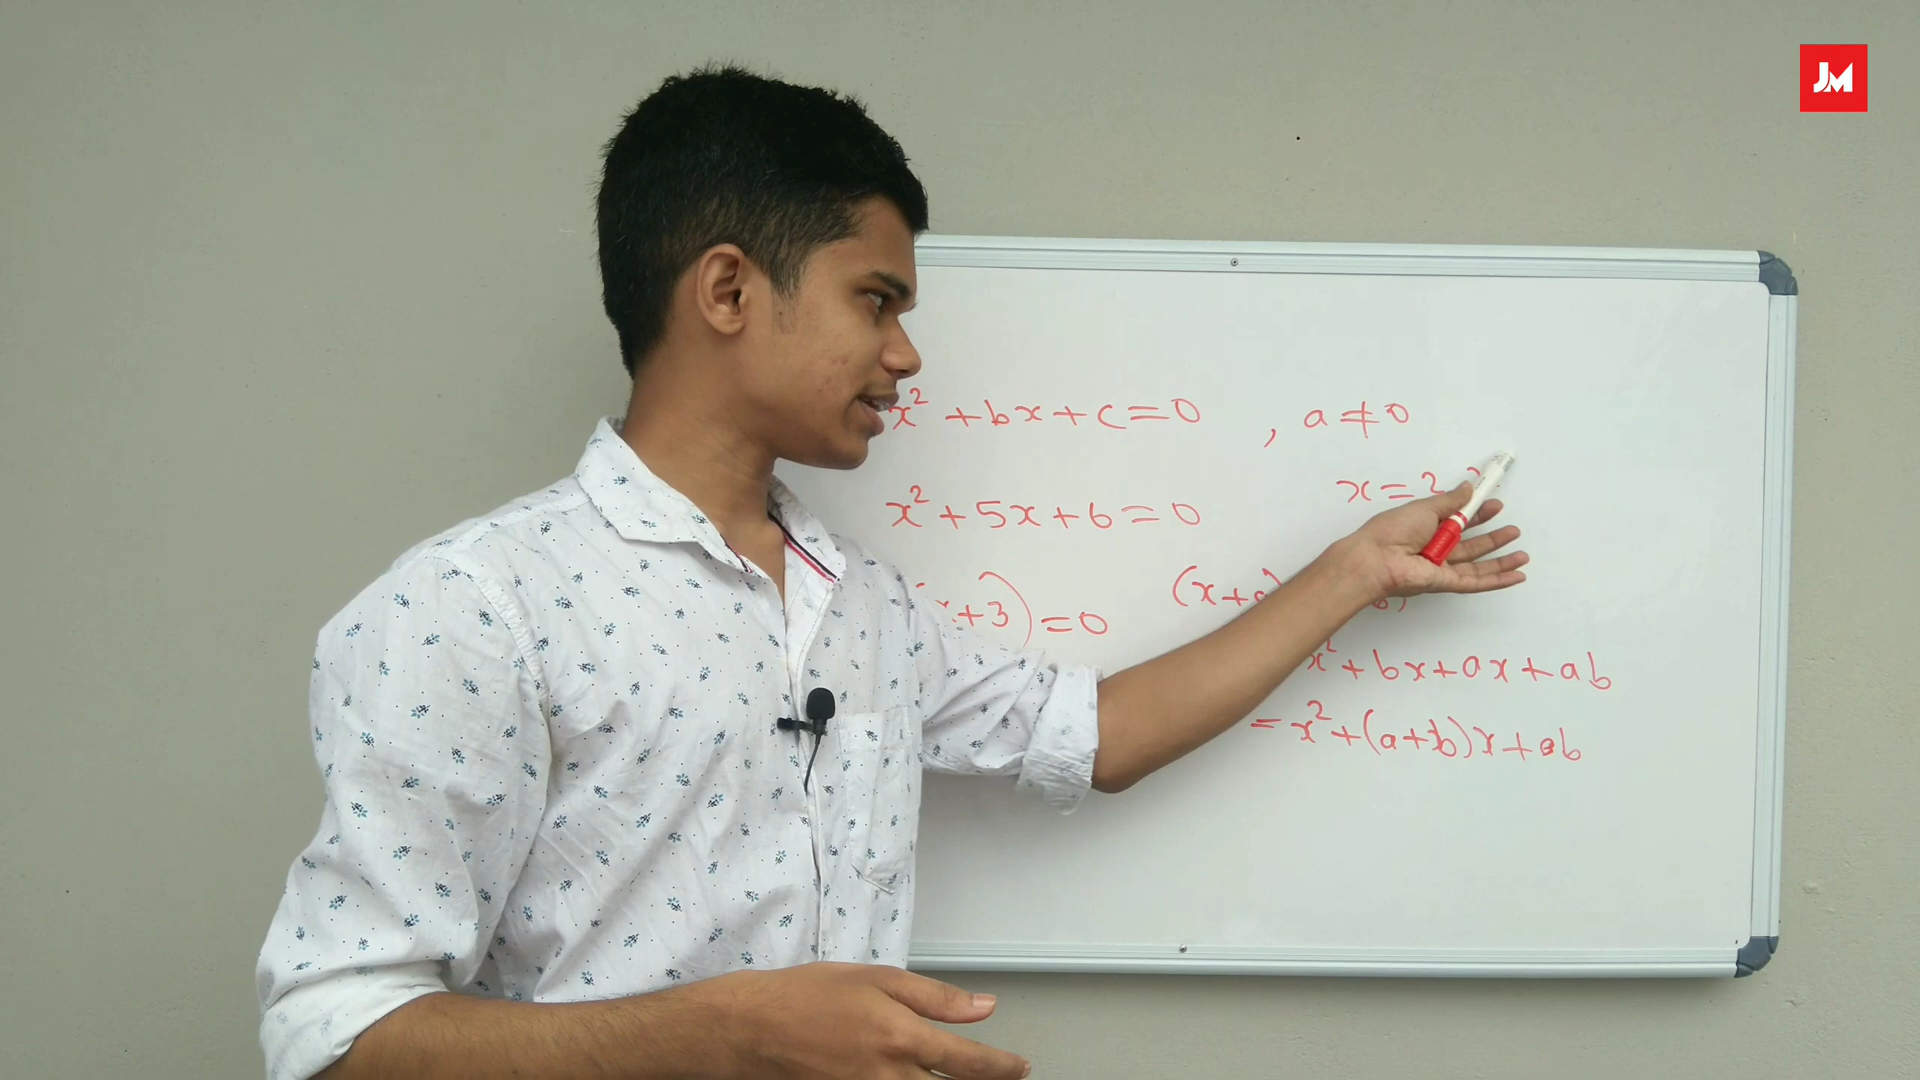 JM
x² + bx + c = 0 , a ≠ 0
x = 2
x² + 5x + 6 = 0
x + 3) = 0
(x + a
b)
x² + bx + ax + ab
= x² + (a + b) x + ab